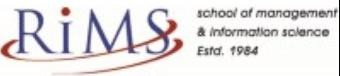 RiMS
school of management
& information science
Estd. 1984